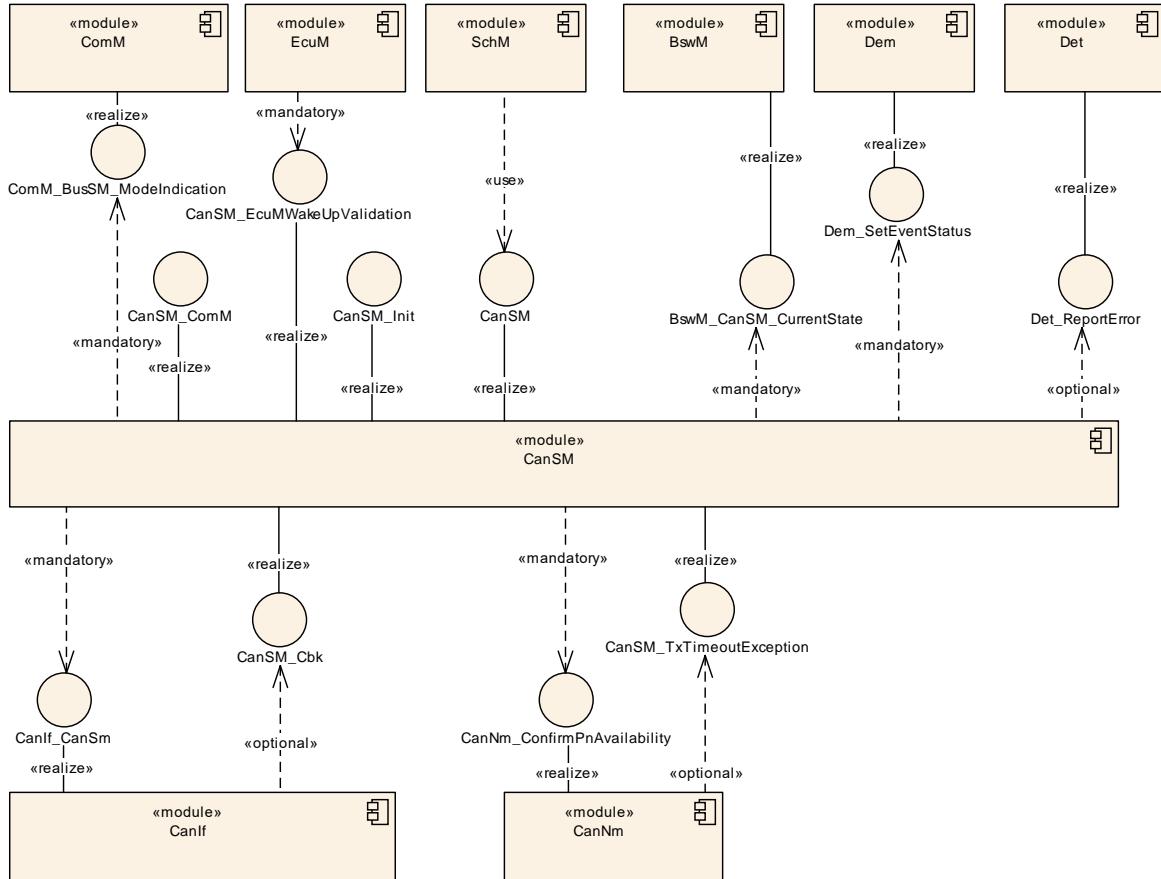 «module»
ComM
«module»
EcuM
«module»
SchM
«module»
BswM
«module»
Dem
«module»
Det
«realize»
«mandatory»
«realize»
«realize»
«use»
«realize»
ComM_BusSM_ModeIndication
CanSM_EcuMWakeUpValidation
Dem_SetEventStatus
CanSM_ComM
CanSM_Init
CanSM
BswM_CanSM_CurrentState
Det_ReportError
«mandatory»
«realize»
«mandatory»
«realize»
«realize»
«realize»
«mandatory»
«optional»
«module»
CanSM
«mandatory»
«realize»
«mandatory»
«realize»
CanSM_Cbk
CanSM_TxTimeoutException
CanIf_CanSm
CanNm_ConfirmPnAvailability
«optional»
«realize»
«realize»
«optional»
«module»
CanIf
«module»
CanNm